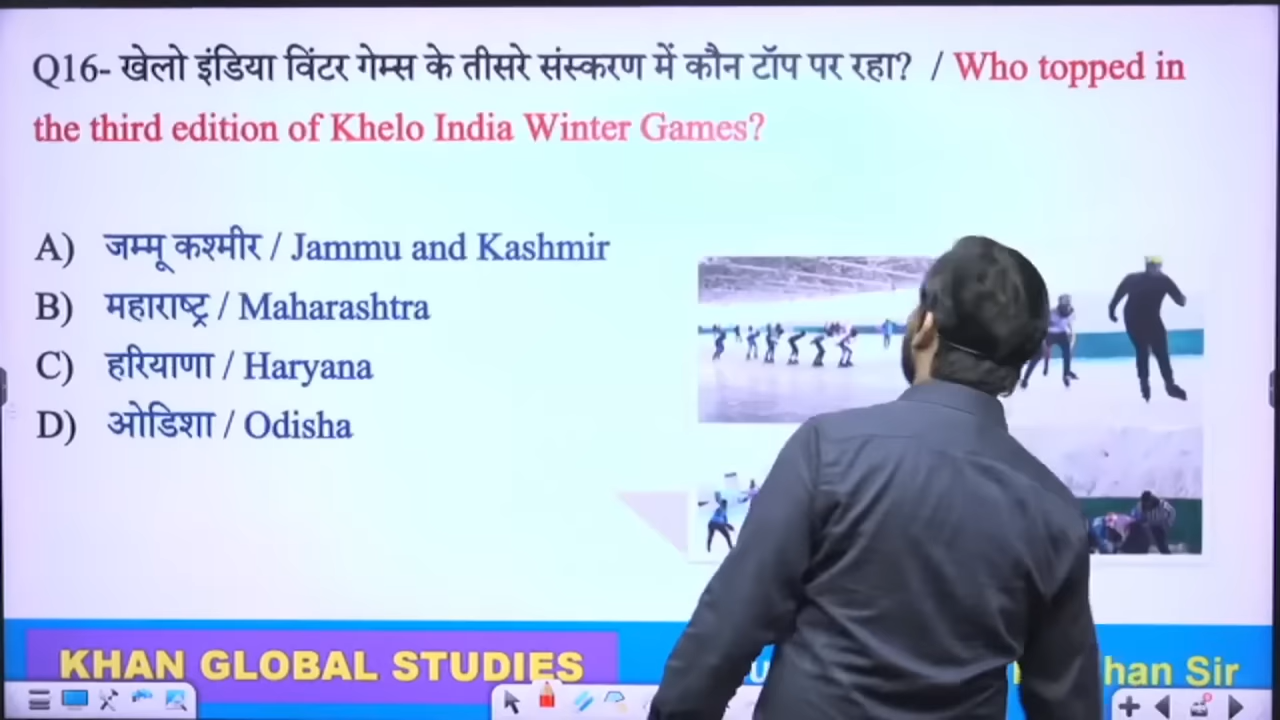 Q16- खेलो इंडिया विंटर गेम्स के तीसरे संस्करण में कौन टॉप पर रहा? / Who topped in
the third edition of Khelo India Winter Games?
A) जम्मू कश्मीर / Jammu and Kashmir
B) महाराष्ट्र / Maharashtra
C) हरियाणा / Haryana
D) ओडिशा / Odisha
KHAN GLOBAL STUDIES
han Sir